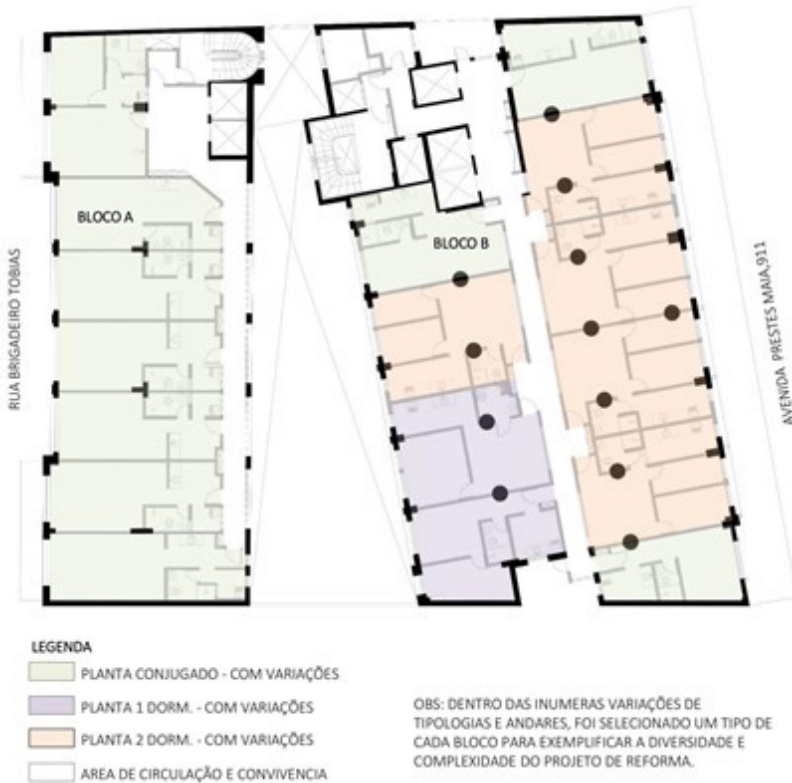 BLOCO A
BLOCO B
RUA BRIGADEIRO TOBIAS
AVENIDA PRESTES MAIA,911
LEGENDA
PLANTA CONJUGADO - COM VARIAÇÕES
PLANTA 1 DORM. - COM VARIAÇÕES
PLANTA 2 DORM. - COM VARIAÇÕES
AREA DE CIRCULAÇÃO E CONVIVENCIA
OBS: DENTRO DAS INUMERAS VARIAÇÕES DE
TIPOLOGIAS E ANDARES, FOI SELECIONADO UM TIPO DE
CADA BLOCO PARA EXEMPLIFICAR A DIVERSIDADE E
COMPLEXIDADE DO PROJETO DE REFORMA.